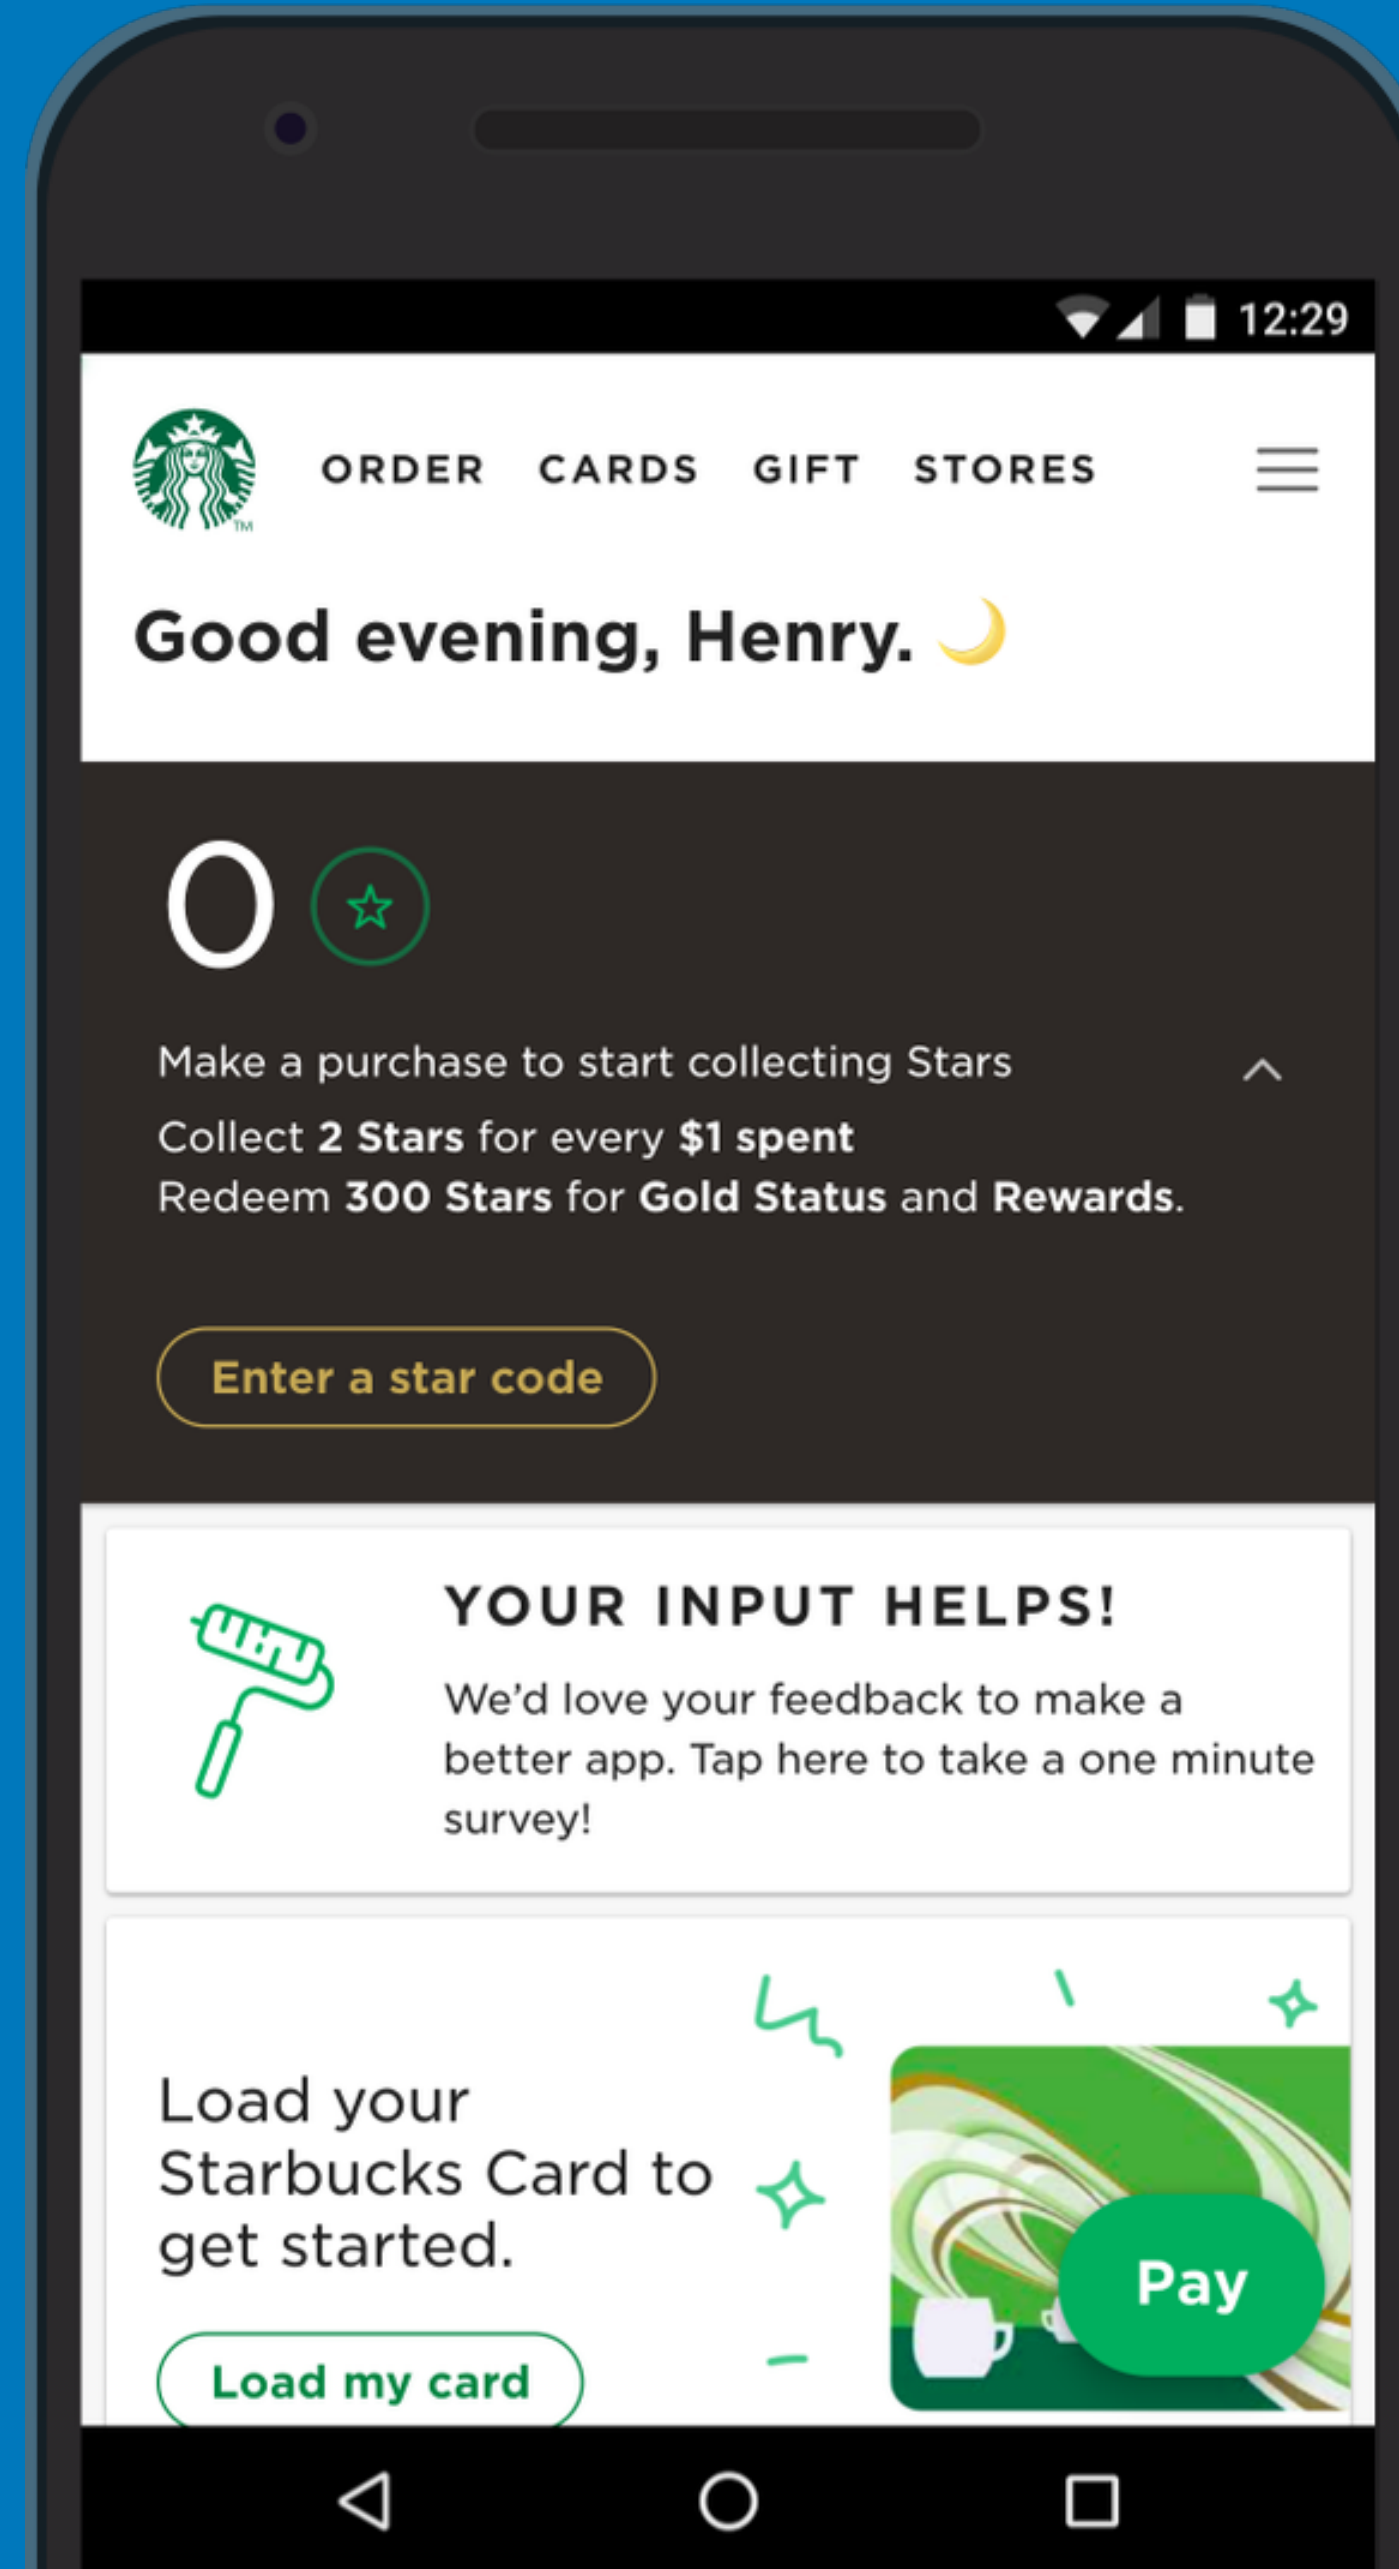 12:29
ORDER CARDS GIFT STORES
TM
Good evening, Henry.
0
Make a purchase to start collecting Stars
Collect 2 Stars for every $1 spent
Redeem 300 Stars for Gold Status and Rewards.
Enter a star code
YOUR INPUT HELPS!
We’d love your feedback to make a
better app. Tap here to take a one minute
survey!
Load your
Starbucks Card to
get started.
Pay
Load my card